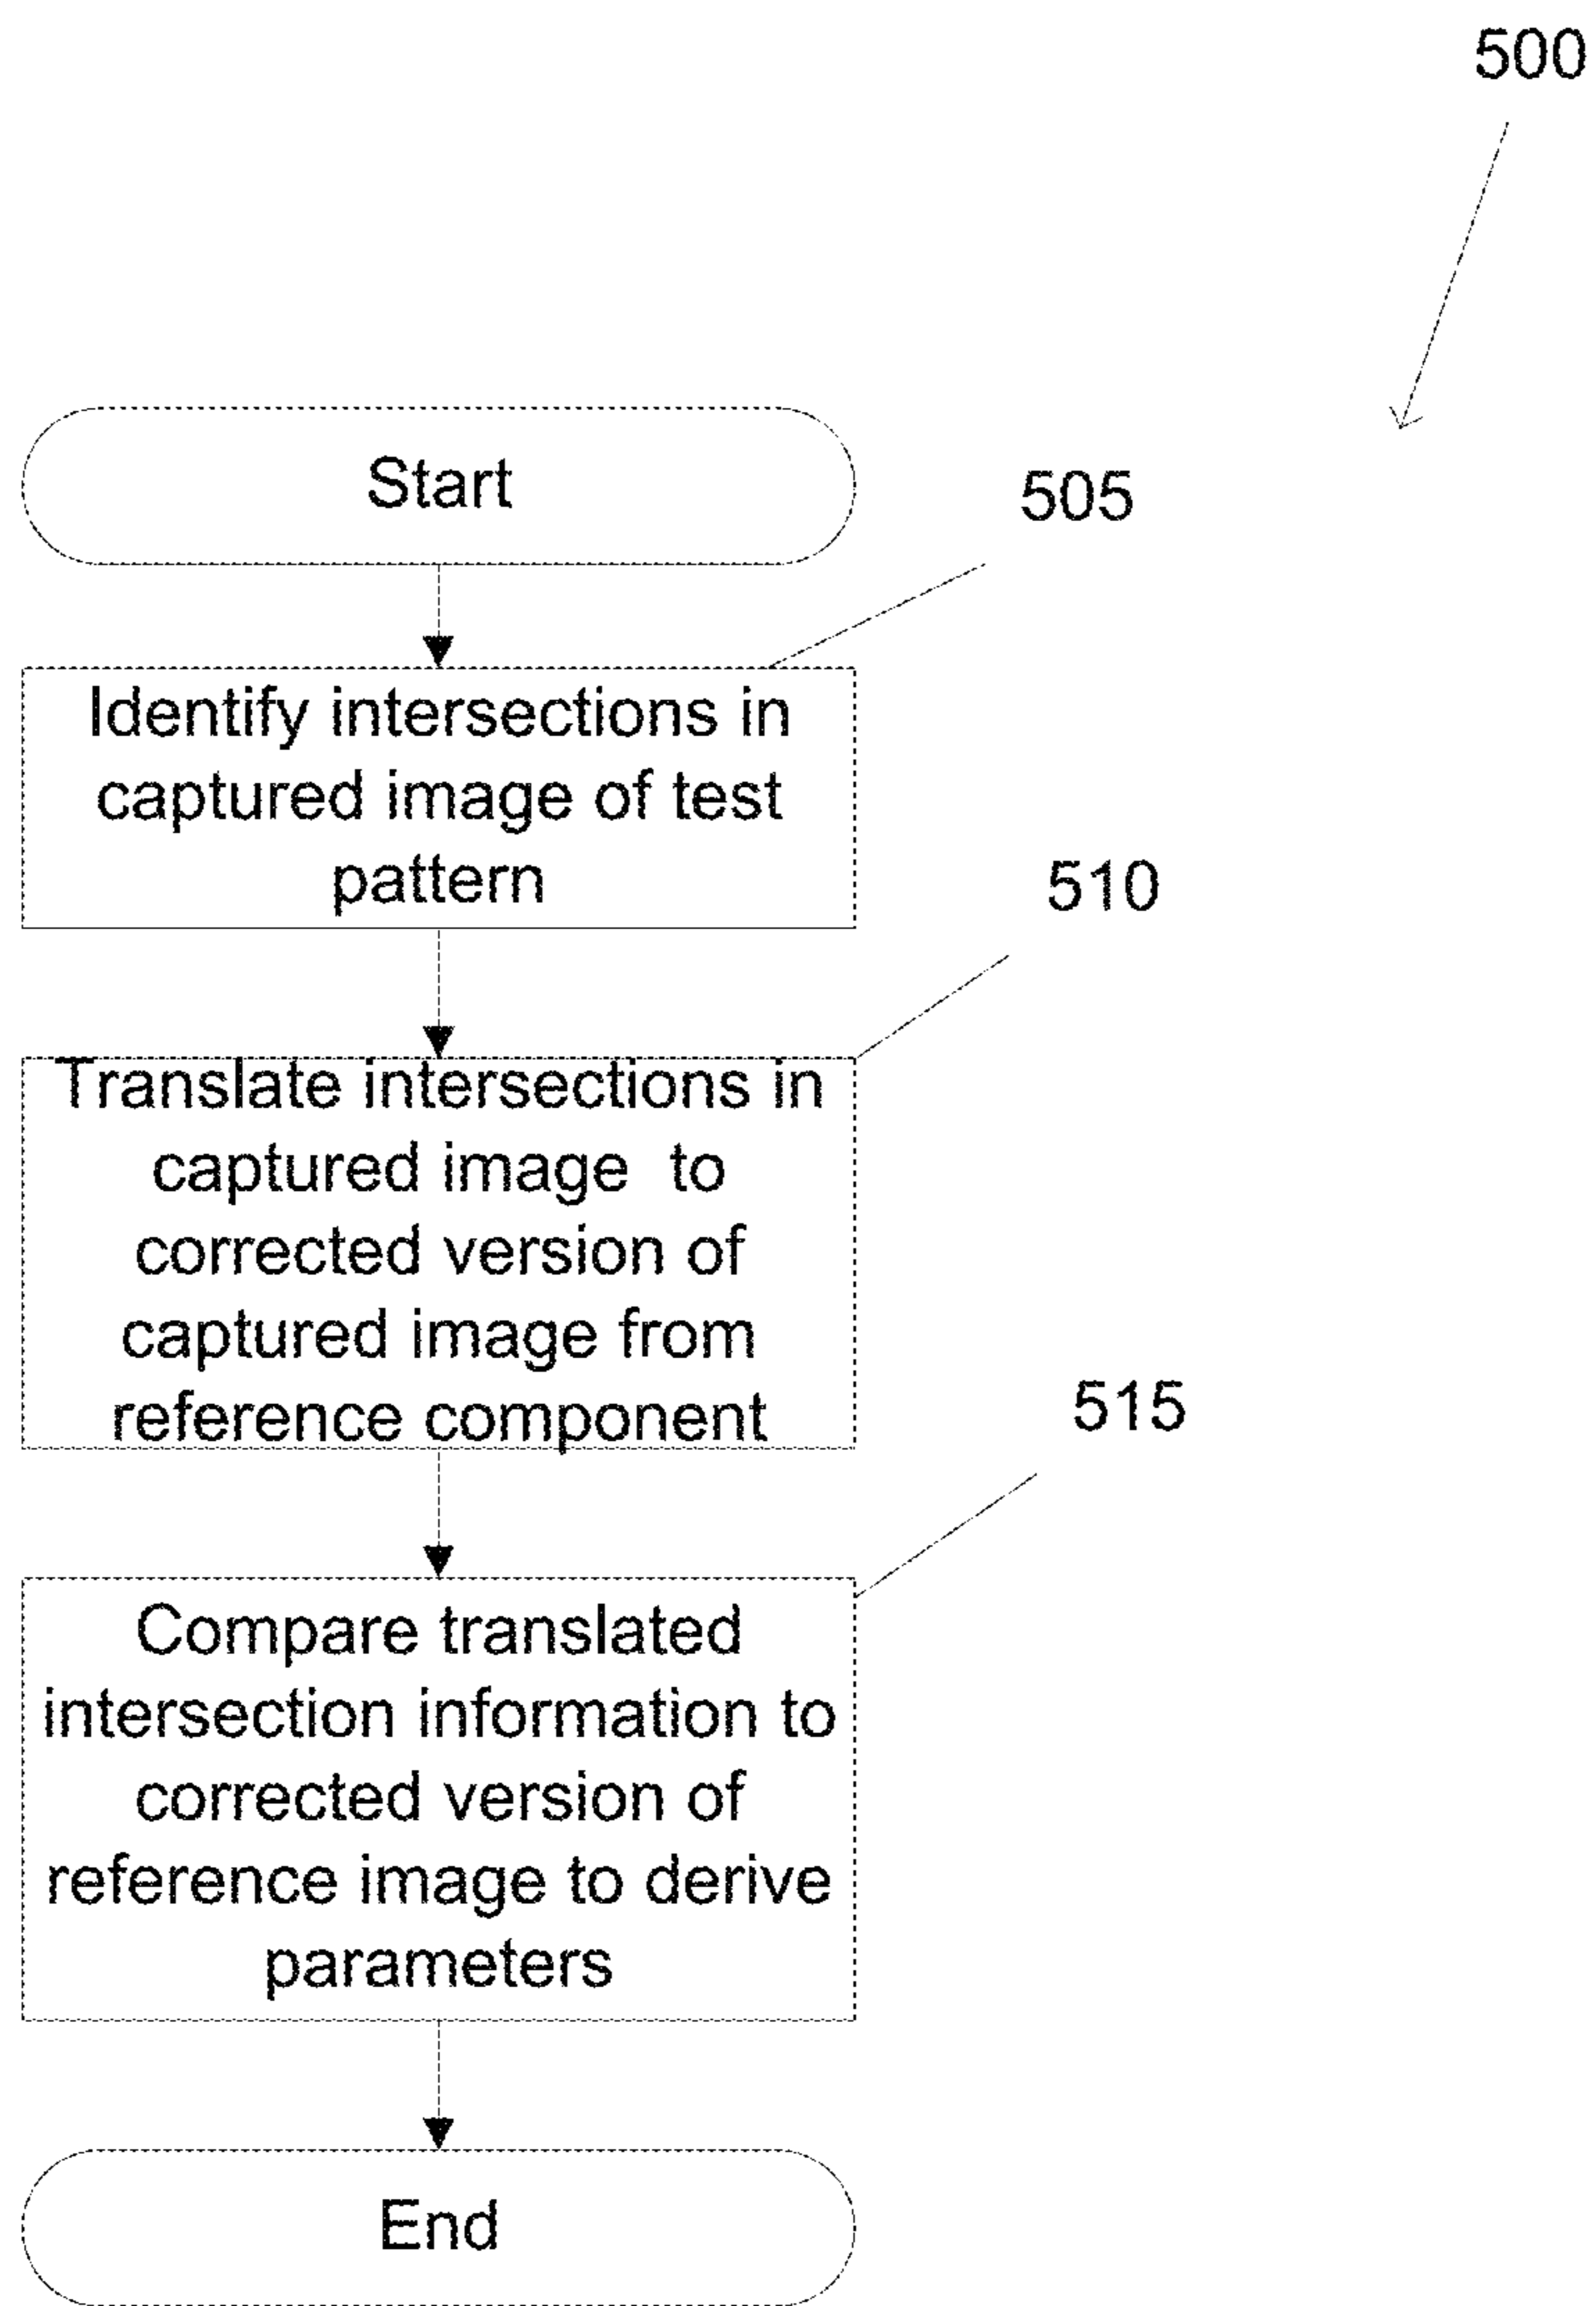 500
Start
505
Identify intersections in
captured image of test
pattern
510
Translate intersections in
captured image to
corrected version of
captured image from
reference component
515
Compare translated
intersection information to
corrected version of
reference image to derive
parameters
End